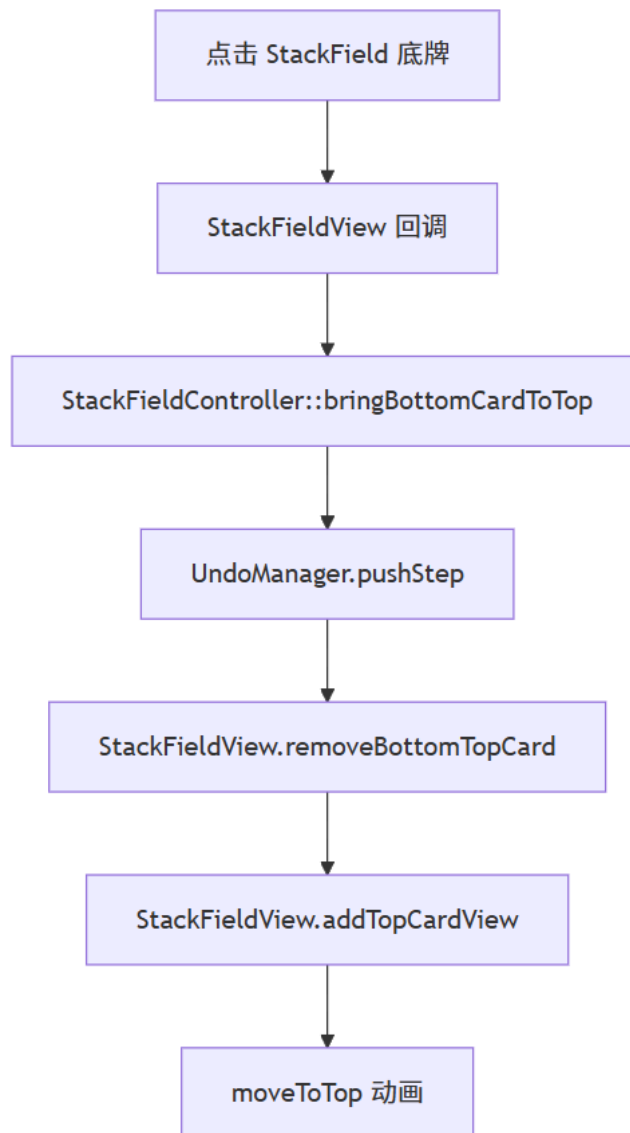 点击 StackField 底牌
StackFieldView 回调
StackFieldController::bringBottomCardToTop
UndoManager.pushStep
StackFieldView.removeBottomTopCard
StackFieldView.addTopCardView
moveToTop 动画